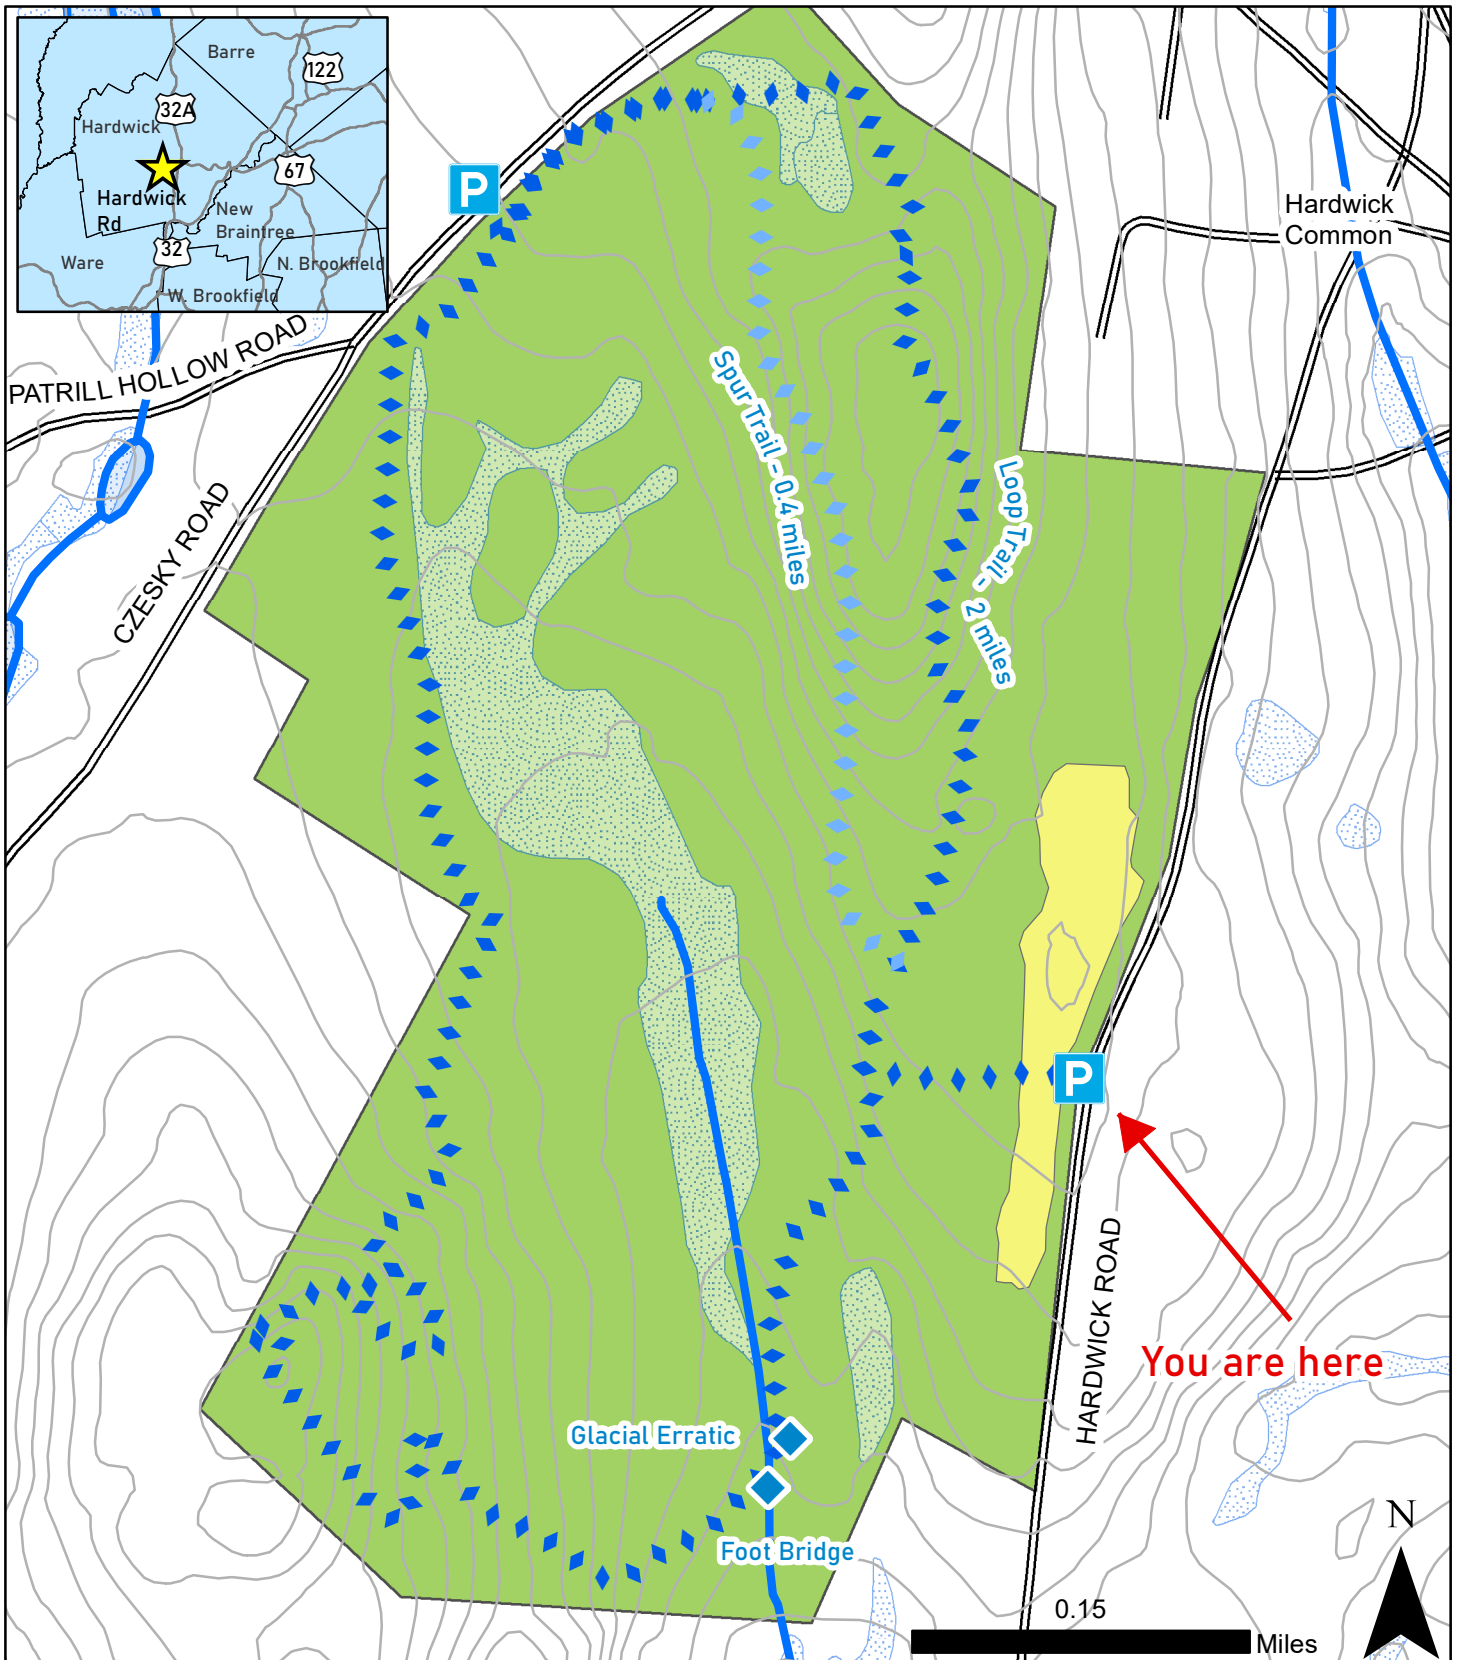 Barre
122
32A
Hardwick
67
Hardwick
Rd
New
Braintree
32
Ware
N. Brookfield
W. Brookfield
P
Hardwick
Common
PATRILL HOLLOW ROAD
CZESKY ROAD
Spur Trail - 0.4 miles
Loop Trail - 2 miles
P
HARDWICK ROAD
You are here
Glacial Erratic
Foot Bridge
N
0.15
Miles